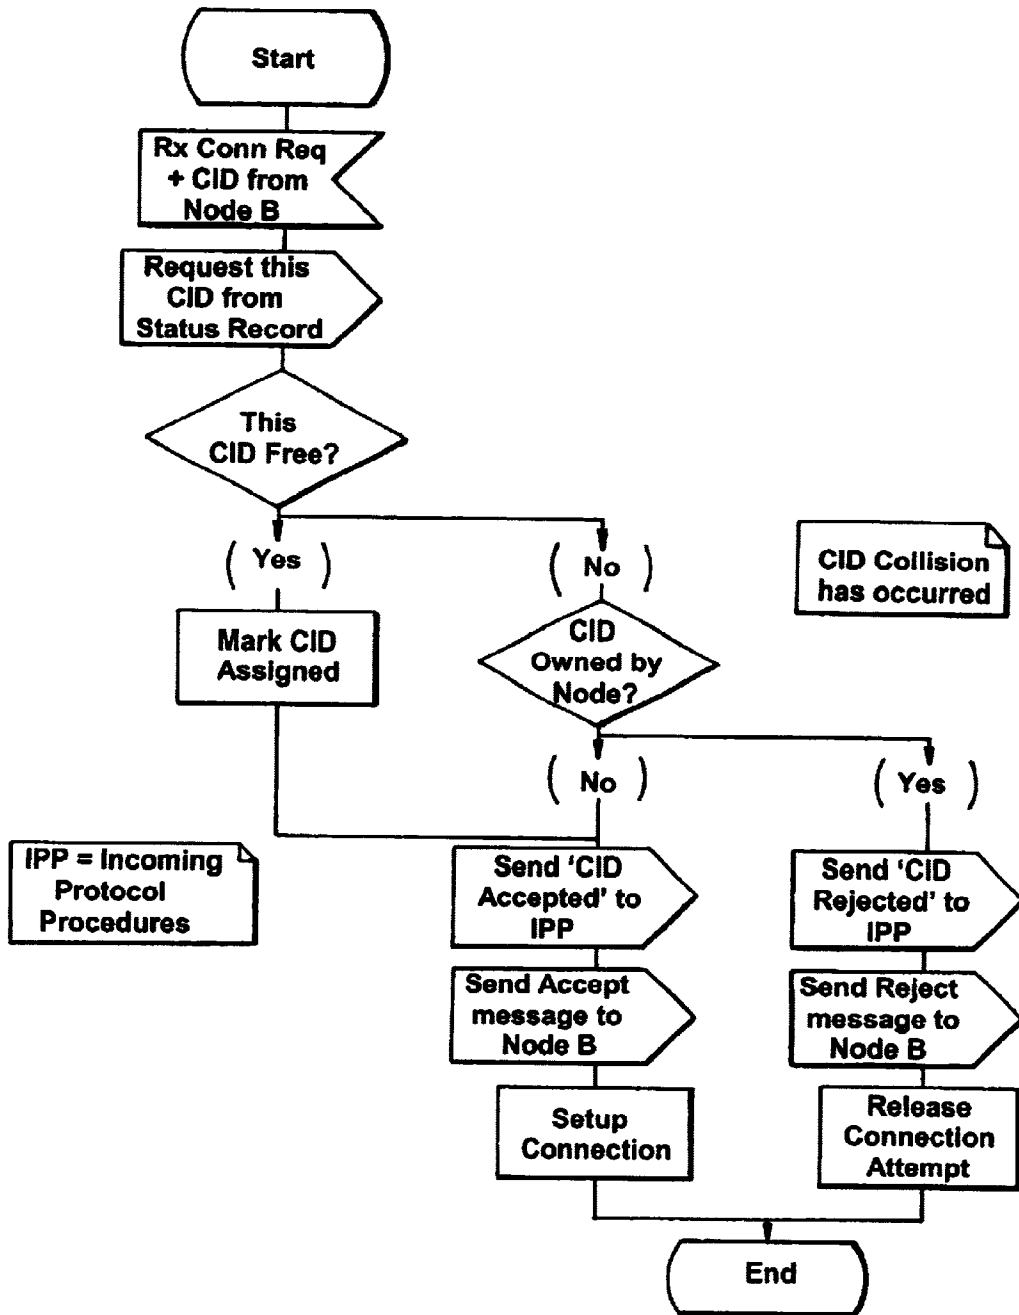 Start
Rx Conn Req
+ CID from
Node B
Request this
CID from
Status Record
This
CID Free?
( Yes )
( No )
CID Collision
has occurred
Mark CID
Assigned
CID
Owned by
Node?
( No )
( Yes )
IPP = Incoming
Protocol
Procedures
Send ‘CID
Accepted’ to
IPP
Send ‘CID
Rejected’ to
IPP
Send Accept
message to
Node B
Send Reject
message to
Node B
Setup
Connection
Release
Connection
Attempt
End